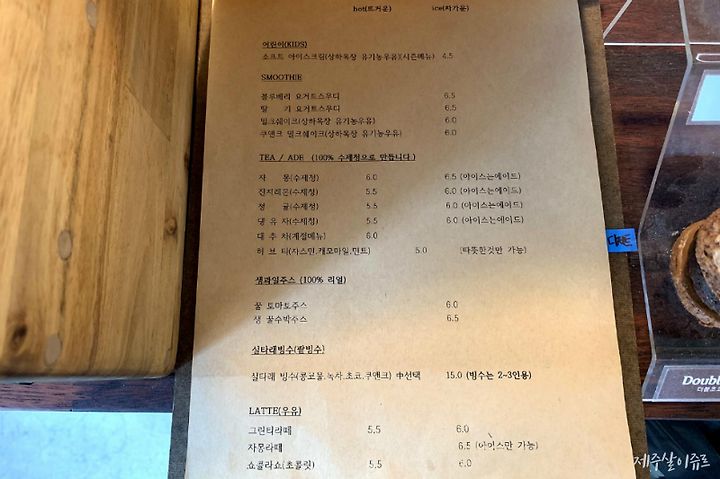 hot(뜨거운) ice(차가운)
어린이(KIDS)
소프트 아이스크림(상하목장 유기농우유)(시즌메뉴) 4.5
SMOOTHIE
블루베리 요거트스무디 6.5
딸 기 요거트스무디 6.5
밀크쉐이크(상하목장 유기농우유) 6.0
쿠앤크 밀크쉐이크(상하목장 유기농우유) 6.0
TEA / ADE (100% 수제청으로 만듭니다)
자 몽(수제청) 6.0 6.5 (아이스는에이드)
진저레몬(수제청) 5.5 6.0 (아이스는에이드)
청 귤(수제청) 5.5 6.0 (아이스는에이드)
댕 유 자(수제청) 5.5 6.0 (아이스는에이드)
대 추 차(계절메뉴) 6.0
허 브 티(자스민,캐모마일,민트) 5.0 (따뜻한것만 가능)
생과일주스 (100% 리얼)
꿀 토마토주스 6.0
생 꿀수박주스 6.5
실타래빙수(팥빙수)
실타래 빙수(콩고물,녹차,초코,쿠앤크) 中선택 15.0 (빙수는 2~3인용)
LATTE(우유)
그린티라떼 5.5 6.0
자몽라떼 6.5 (아이스만 가능)
쇼콜라쇼(초콜릿) 5.5 6.0
Doubl
제주살이쮸르